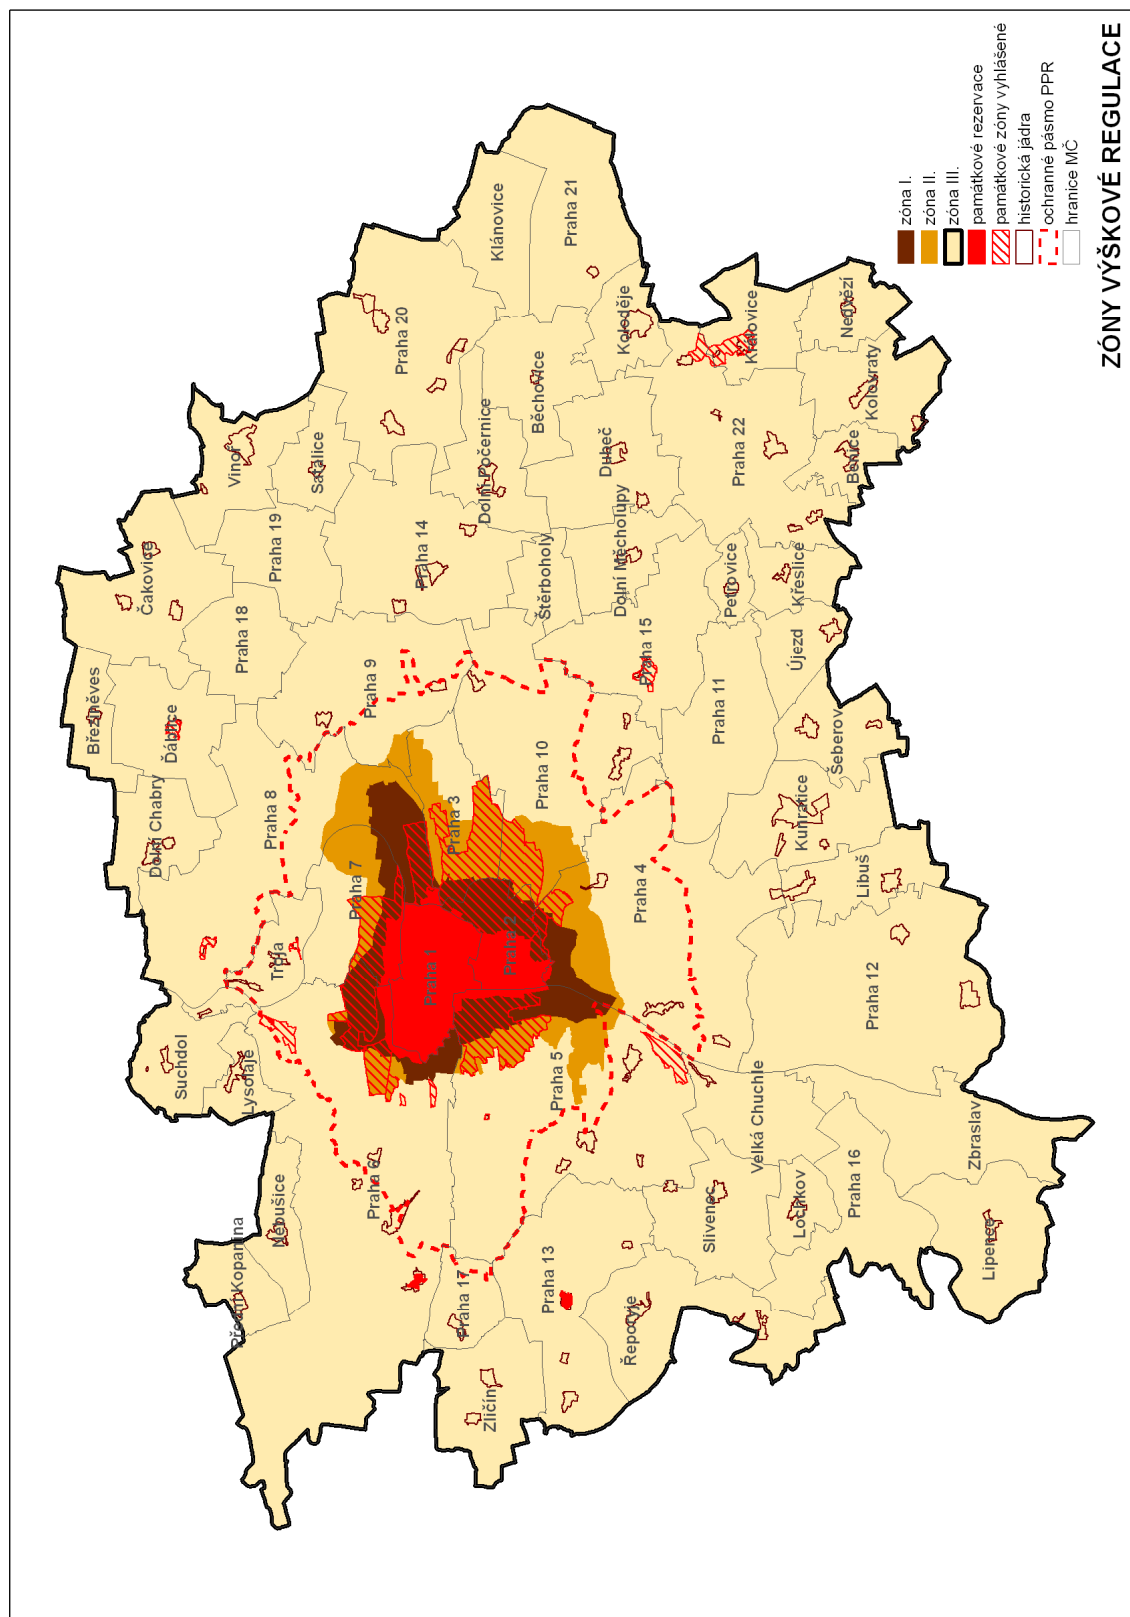 Březiněves
Čakovice
Ďáblice
Dolní Chabry
Suchdol
Vinoř
Praha 18
Praha 19
Lysolaje
Troja
Praha 8
Přední Kopanina
Nebušice
Satalice
Praha 7
Praha 9
Praha 6
Praha 20
Praha 14
Praha 1
Praha 3
Praha 17
Zličín
Dolní Počernice
Klánovice
Praha 2
Praha 10
Praha 5
Praha 13
Štěrboholy
Běchovice
Praha 21
Dubeč
Dolní Měcholupy
Koloděje
Praha 15
Praha 4
Řeporyje
Praha 11
Petrovice
Praha 22
Královice
Slivenec
Velká Chuchle
Lochkov
Kunratice
Újezd
Křeslice
Šeberov
Libuš
Benice
Kolovraty
Nedvězí
Praha 16
Praha 12
Zbraslav
Lipence
zóna I.
zóna II.
zóna III.
památkové rezervace
památkové zóny vyhlášené
historická jádra
ochranné pásmo PPR
hranice MČ
ZÓNY VÝŠKOVÉ REGULACE